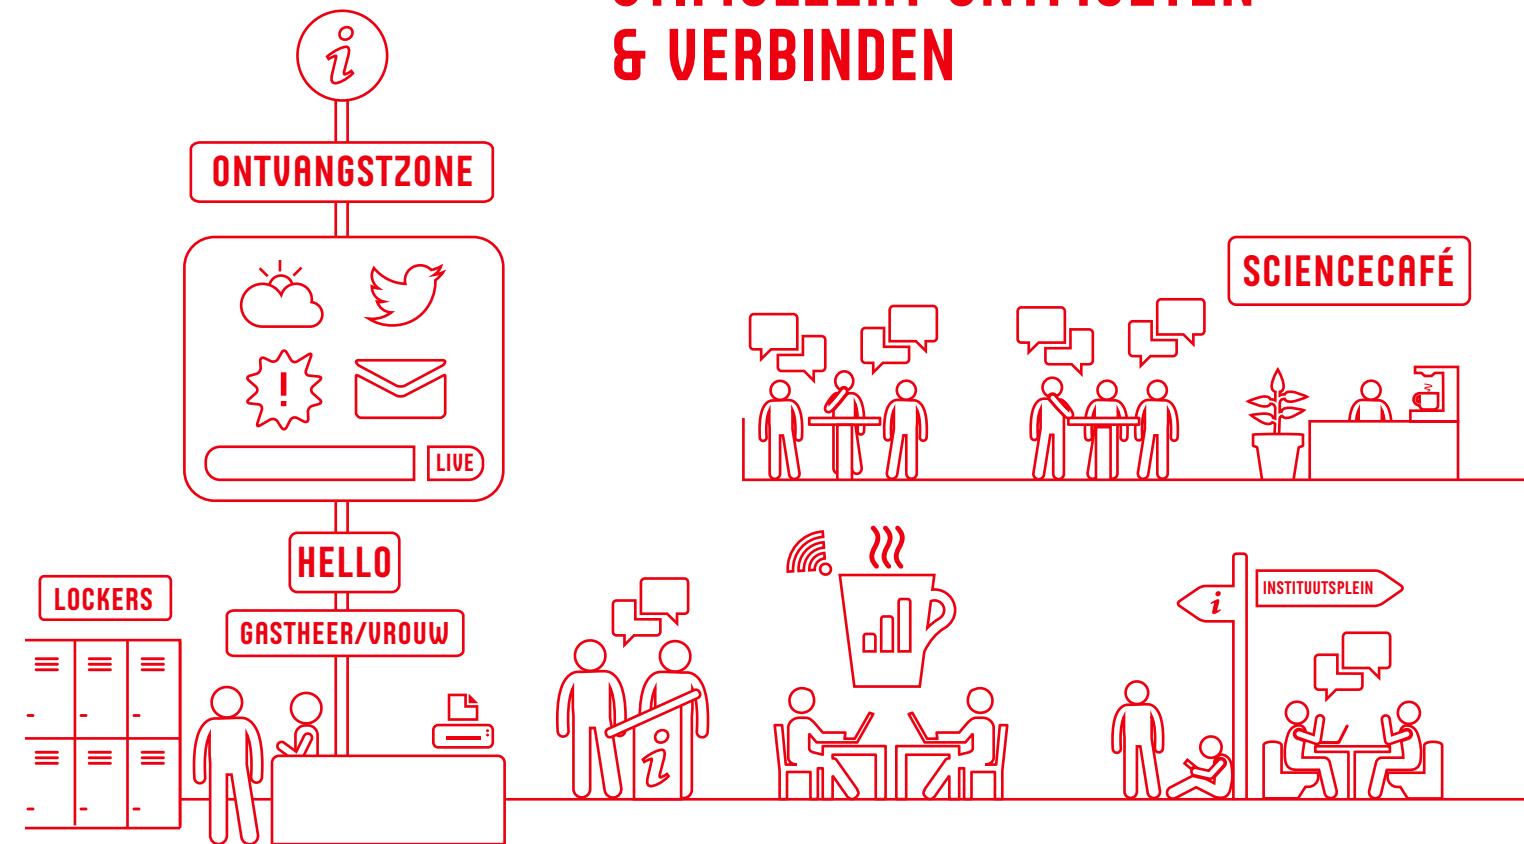 & VERBINDEN
i
ONTVANGSTZONE
SCIENCECAFÉ
!
LIVE
HELLO
LOCKERS
GASTHEER/VROUW
i
INSTITUUTSPLEIN
i